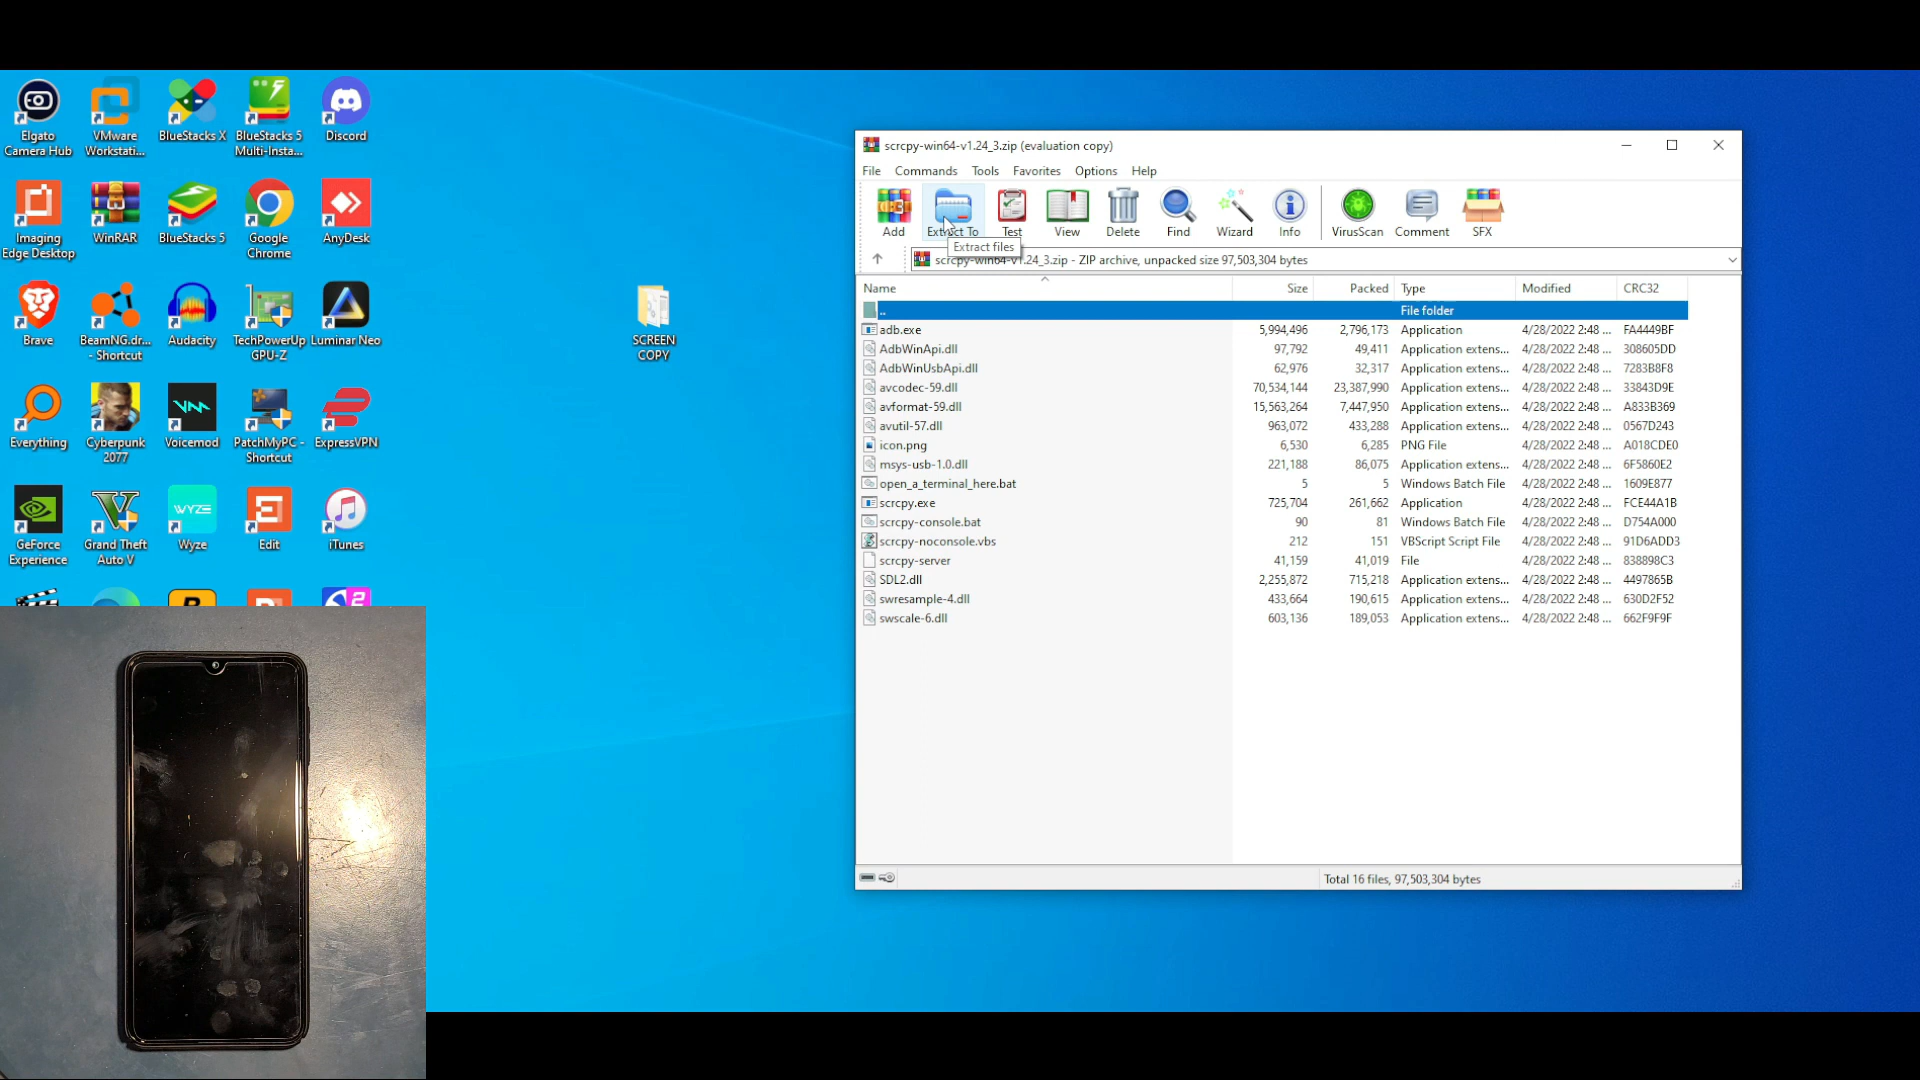 Elgato
Camera Hub
VMware
Workstati...
BlueStacks X
BlueStacks 5
Multi-Insta...
Discord
Imaging
Edge Desktop
WinRAR
BlueStacks 5
Google
Chrome
AnyDesk
Brave
BeamNG.dr...
- Shortcut
Audacity
TechPowerUp
GPU-Z
Luminar Neo
Everything
Cyberpunk
2077
Voicemod
PatchMyPC -
Shortcut
ExpressVPN
GeForce
Experience
Grand Theft
Auto V
WYZE
Wyze
Edit
iTunes
SCREEN
COPY
scrcpy-win64-v1.24_3.zip (evaluation copy)
File Commands Tools Favorites Options Help
Add Extract To Test View Delete Find Wizard Info VirusScan Comment SFX
Extract files
scrcpy-win64-v1.24_3.zip - ZIP archive, unpacked size 97,503,304 bytes
Name Size Packed Type Modified CRC32
.. File folder
adb.exe 5,994,496 2,796,173 Application 4/28/2022 2:48 ... FA4449BF
AdbWinApi.dll 97,792 49,411 Application extens... 4/28/2022 2:48 ... 308605DD
AdbWinUsbApi.dll 62,976 32,317 Application extens... 4/28/2022 2:48 ... 7283B8F8
avcodec-59.dll 70,534,144 23,387,990 Application extens... 4/28/2022 2:48 ... 33843D9E
avformat-59.dll 15,563,264 7,447,950 Application extens... 4/28/2022 2:48 ... A833B369
avutil-57.dll 963,072 433,288 Application extens... 4/28/2022 2:48 ... 0567D243
icon.png 6,530 6,285 PNG File 4/28/2022 2:48 ... A018CDE0
msys-usb-1.0.dll 221,188 86,075 Application extens... 4/28/2022 2:48 ... 6F5860E2
open_a_terminal_here.bat 5 5 Windows Batch File 4/28/2022 2:48 ... 1609E877
scrcpy.exe 725,704 261,662 Application 4/28/2022 2:48 ... FCE44A1B
scrcpy-console.bat 90 81 Windows Batch File 4/28/2022 2:48 ... D754A000
scrcpy-noconsole.vbs 212 151 VBScript Script File 4/28/2022 2:48 ... 91D6ADD3
scrcpy-server 41,159 41,019 File 4/28/2022 2:48 ... 838898C3
SDL2.dll 2,255,872 715,218 Application extens... 4/28/2022 2:48 ... 4497865B
swresample-4.dll 433,664 190,615 Application extens... 4/28/2022 2:48 ... 630D2F52
swscale-6.dll 603,136 189,053 Application extens... 4/28/2022 2:48 ... 662F9F9F
Total 16 files, 97,503,304 bytes